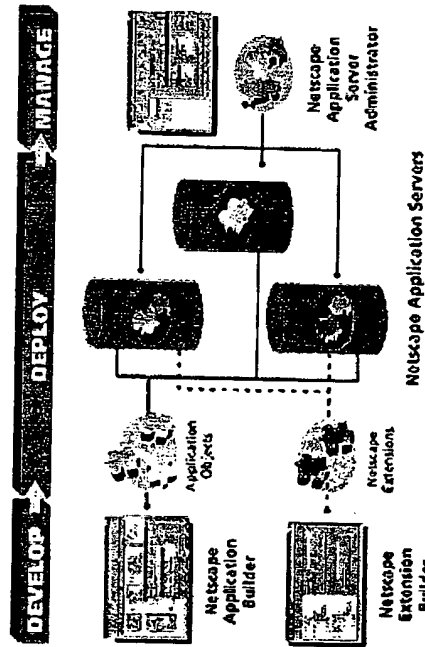 DEVELOP
DEPLOY
MANAGE
Netscape
Application
Builder
Application
Objects
Netscape
Extension
Builder
Netscape
Extensions
Netscape Application Servers
Netscape
Application
Server
Administrator